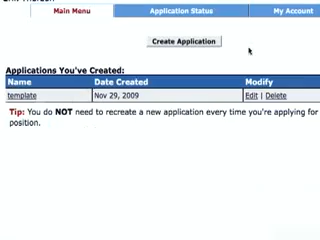 Main Menu Application Status My Account
Create Application
Applications You've Created:
Name Date Created Modify
template Nov 29, 2009 Edit | Delete
Tip: You do NOT need to recreate a new application every time you're applying for
position.